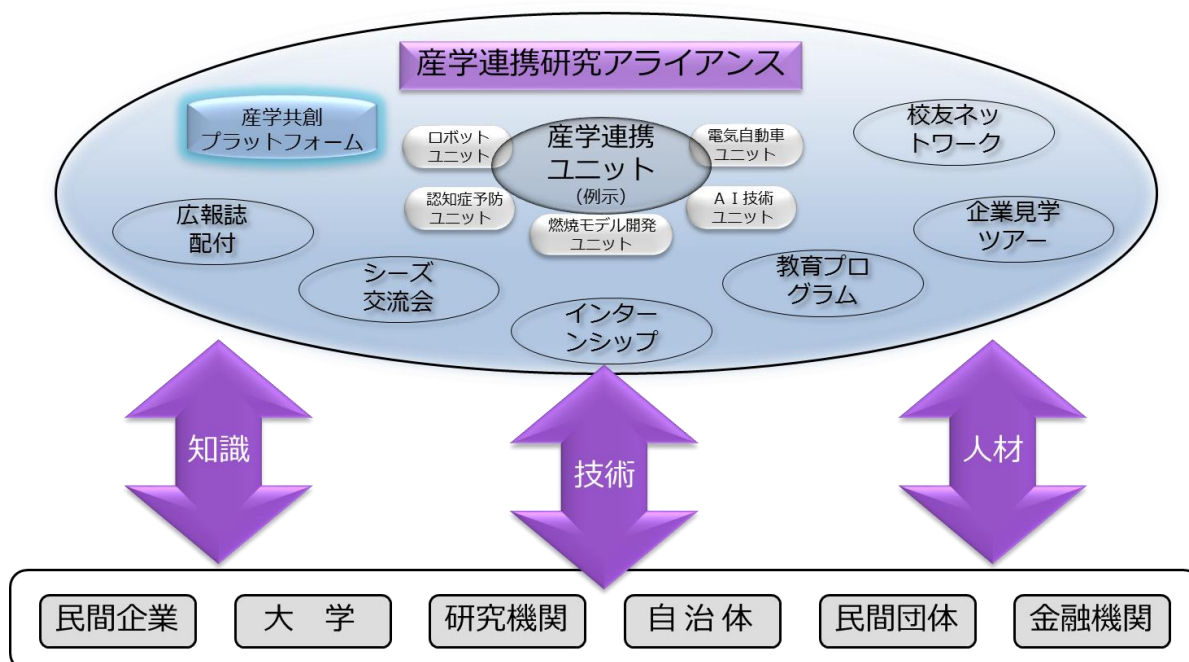 産学連携研究アライアンス
産学共創
プラットフォーム
ロボット
ユニット
産学連携
ユニット
(例示)
電気自動車
ユニット
校友ネッ
トワーク
認知症予防
ユニット
燃焼モデル開発
ユニット
ＡＩ技術
ユニット
広報誌
配付
企業見学
ツアー
シーズ
交流会
教育プロ
グラム
インター
ンシップ
知識
技術
人材
民間企業
大　学
研究機関
自 治 体
民間団体
金融機関